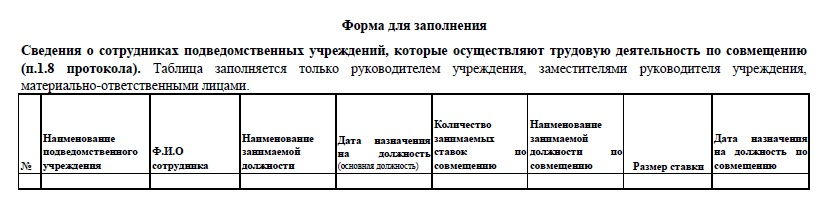 Форма для заполнения
Сведения о сотрудниках подведомственных учреждений, которые осуществляют трудовую деятельность по совмещению
(п.1.8 протокола). Таблица заполняется только руководителем учреждения, заместителями руководителя учреждения,
материально-ответственными лицами.
№
Наименование
подведомственного
учреждения
Ф.И.О
сотрудника
Наименование
занимаемой
должности
Дата назначения
на должность
(основная должность)
Количество
занимаемых
ставок по
совмещению
Наименование
занимаемой
должности по
совмещению
Размер ставки
Дата назначения
на должность по
совмещению